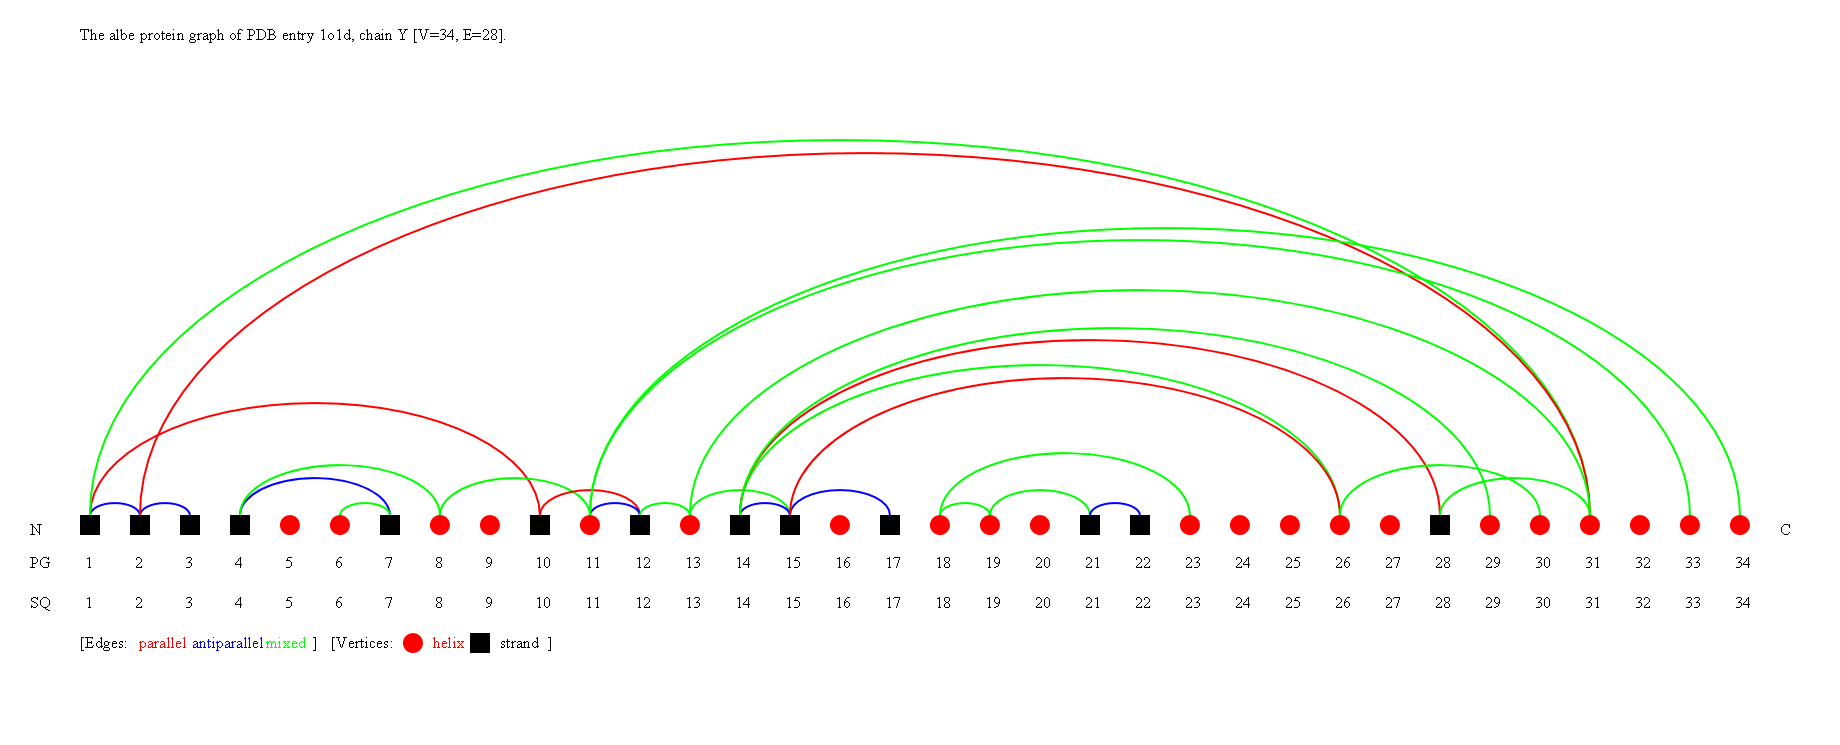 The albe protein graph of PDB entry 1o1d, chain Y [V=34, E=28].
N C
PG 1 2 3 4 5 6 7 8 9 10 11 12 13 14 15 16 17 18 19 20 21 22 23 24 25 26 27 28 29 30 31 32 33 34
SQ 1 2 3 4 5 6 7 8 9 10 11 12 13 14 15 16 17 18 19 20 21 22 23 24 25 26 27 28 29 30 31 32 33 34
[Edges: parallel antiparallel mixed ] [Vertices: helix strand ]